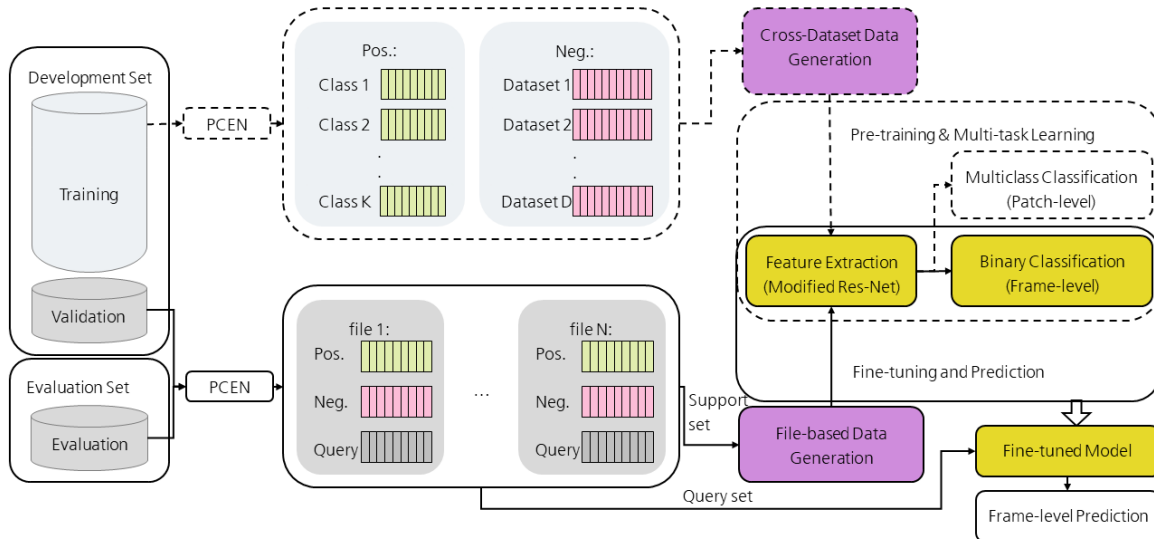 Development Set
Training
Validation
Evaluation Set
Evaluation
PCEN
PCEN
Pos.:
Class 1
Class 2
.
.
Class K
Neg.:
Dataset 1
Dataset 2
.
.
Dataset D
file 1:
Pos.
Neg.
Query
...
file N:
Pos.
Neg.
Query
Support
set
Query set
Cross-Dataset Data
Generation
Pre-training & Multi-task Learning
Multiclass Classification
(Patch-level)
Feature Extraction
(Modified Res-Net)
Binary Classification
(Frame-level)
Fine-tuning and Prediction
File-based Data
Generation
Fine-tuned Model
Frame-level Prediction